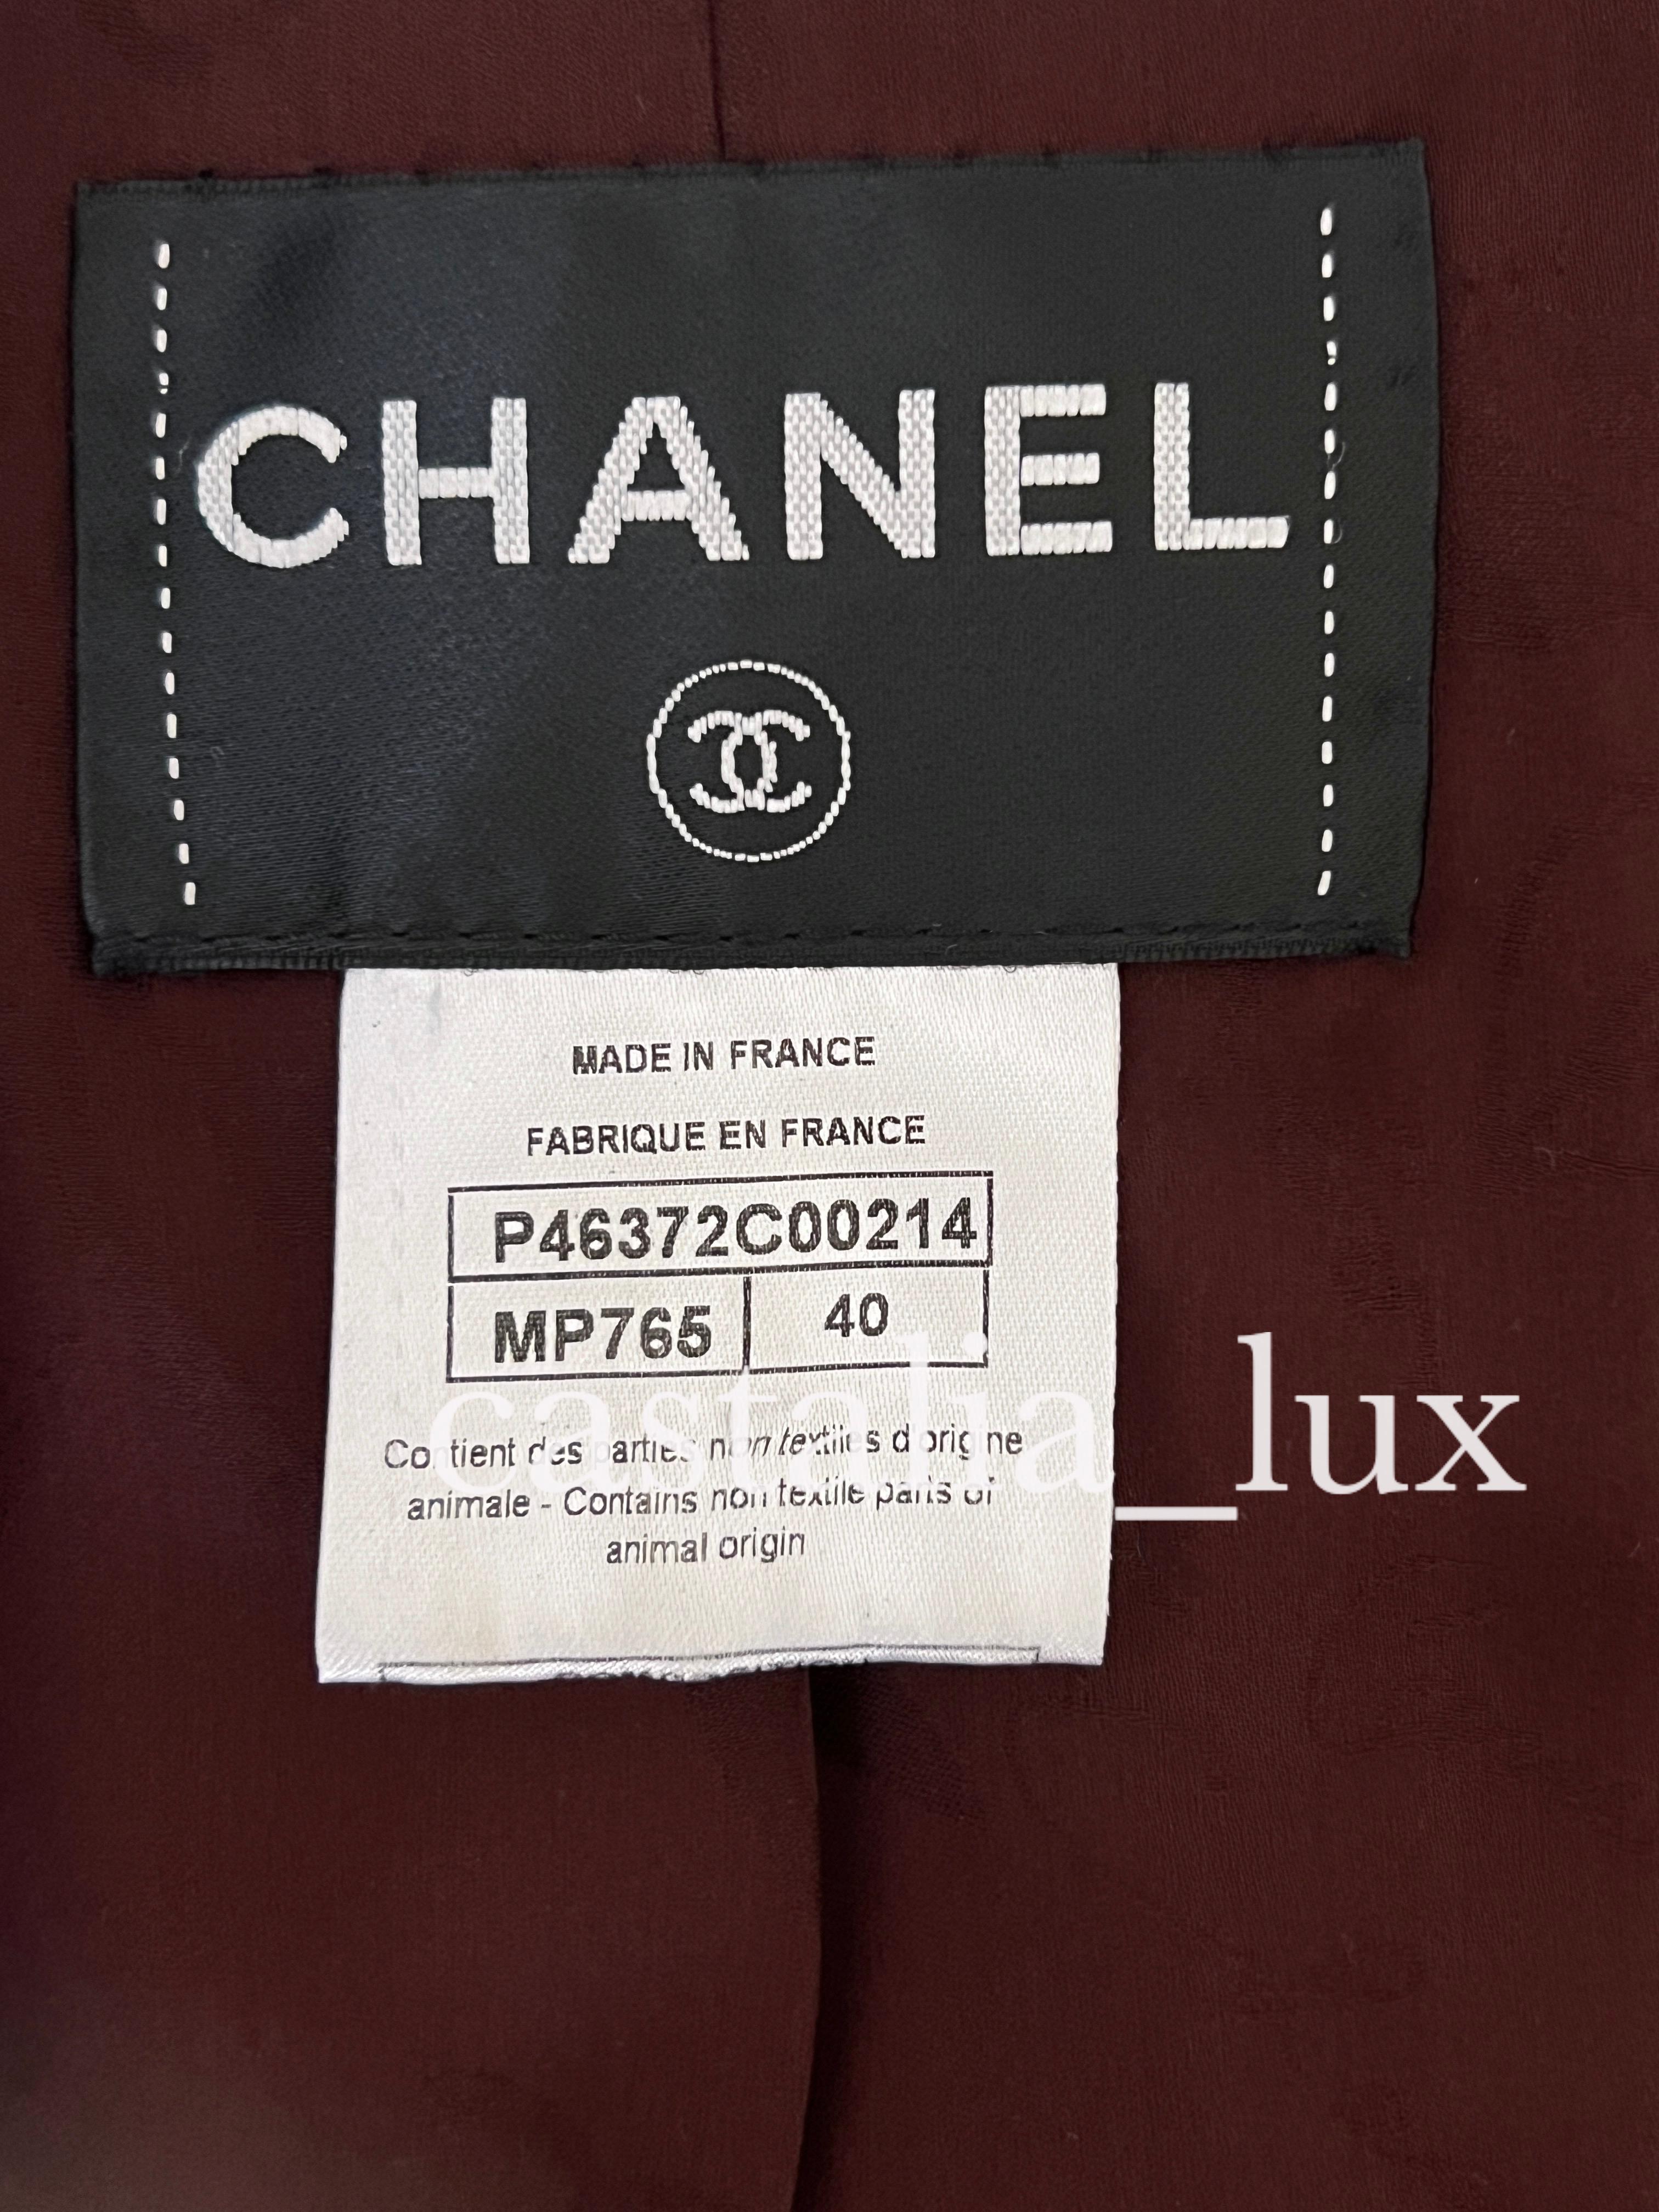 CHANEL
MADE IN FRANCE
FABRIQUE EN FRANCE
P46372C00214
MP765 40
castalia_lux
Contient des parties non textiles d'origine
animale - Contains non textile parts of
animal origin